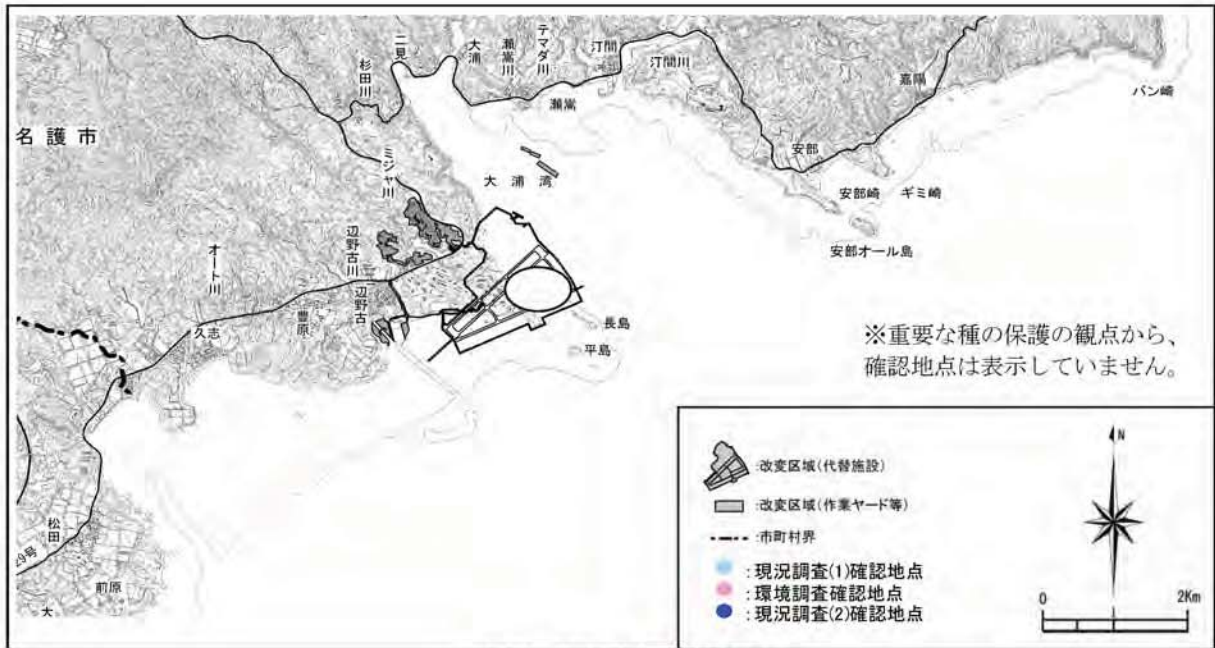 二見
大浦
瀬嵩川
テマダ川
汀間
杉田川
汀間川
嘉陽
バン崎
瀬嵩
名護市
安部
ミジャ川
大浦湾
安部崎
ギミ崎
安部オール島
辺野古川
オート川
辺野古
豊原
久志
長島
平島
※重要な種の保護の観点から、
確認地点は表示していません。
松田
29号
前原
大
:改変区域(代替施設)
:改変区域(作業ヤード等)
:市町村界
:現況調査(1)確認地点
:環境調査確認地点
:現況調査(2)確認地点
N
0 2Km